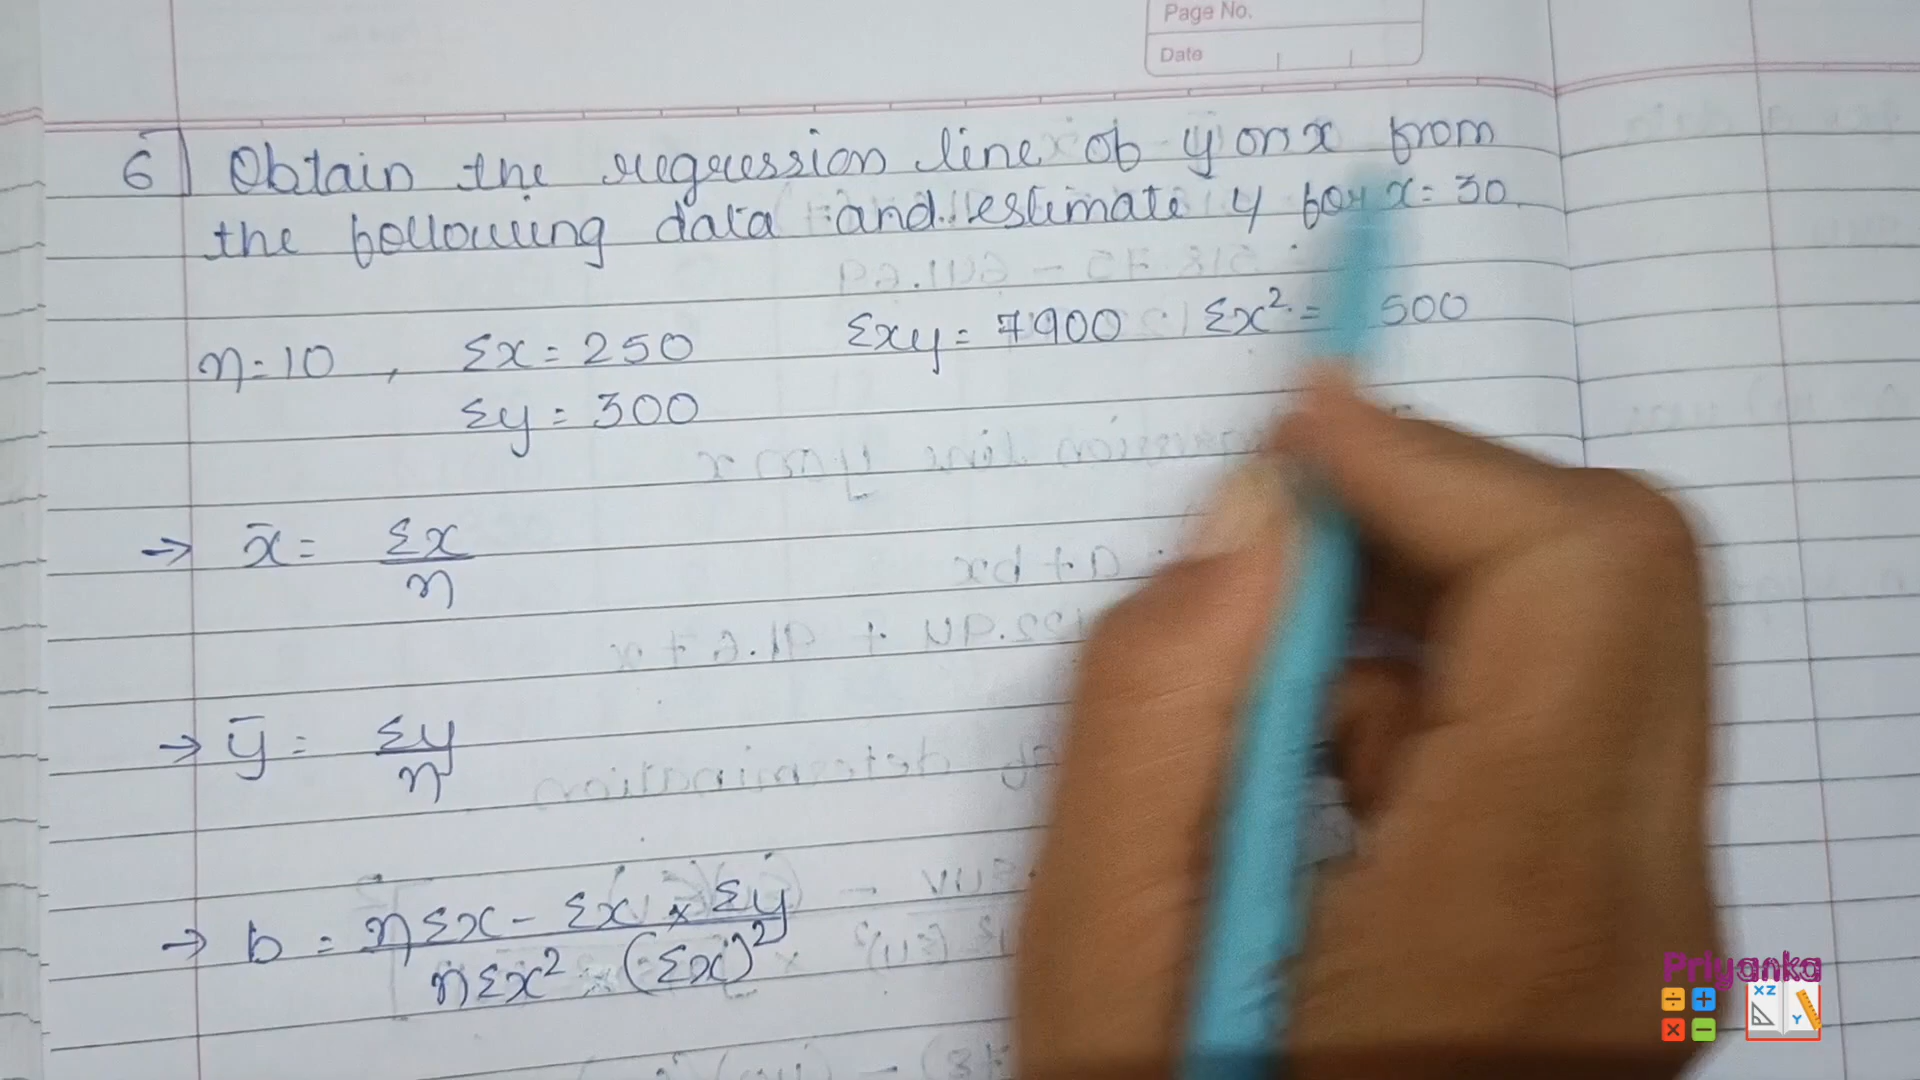 Page No.
Date
6 Obtain the regression line of y on x from
the following data and estimate y for x = 30
n = 10 , Σx = 250 Σxy = 7900 Σx² = 500
Σy = 300
→ x̄ = Σx / n
→ ȳ = Σy / n
→ b = nΣx - Σx × Σy / nΣx² - (Σx)²
Priyanka
XZ
Y